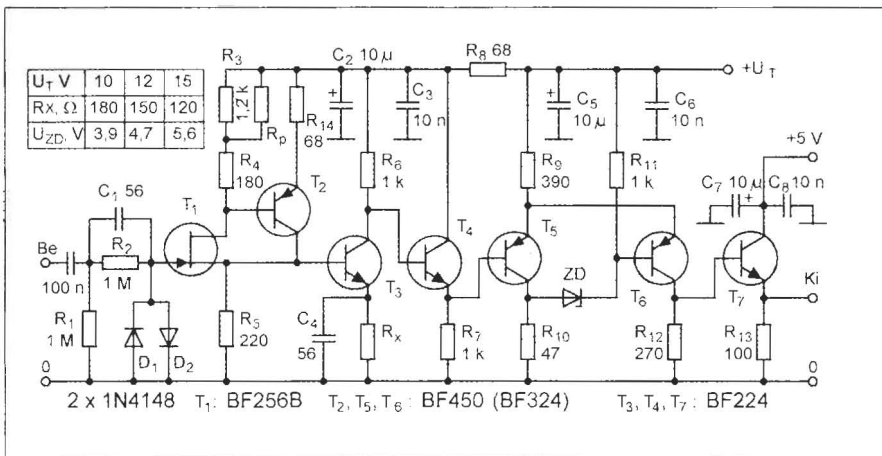 U_T V 10 12 15
Rx, Ω 180 150 120
U_ZD, V 3,9 4,7 5,6
R3
1,2 k
Rp
R14
68
C2 10 µ
+
C3
10 n
R8 68
+U_T
C5
10 µ
+
C6
10 n
+5 V
R4
180
T2
R6
1 k
R9
390
R11
1 k
C7 10 µ
+
C8 10 n
C1 56
T1
T4
T5
Be
R2
1 M
100 n
T3
ZD
T6
T7
Ki
R1
1 M
D1
D2
R5
220
C4
56
Rx
R7
1 k
R10
47
R12
270
R13
100
0
0
2 x 1N4148 T1: BF256B T2, T5, T6 : BF450 (BF324) T3, T4, T7 : BF224